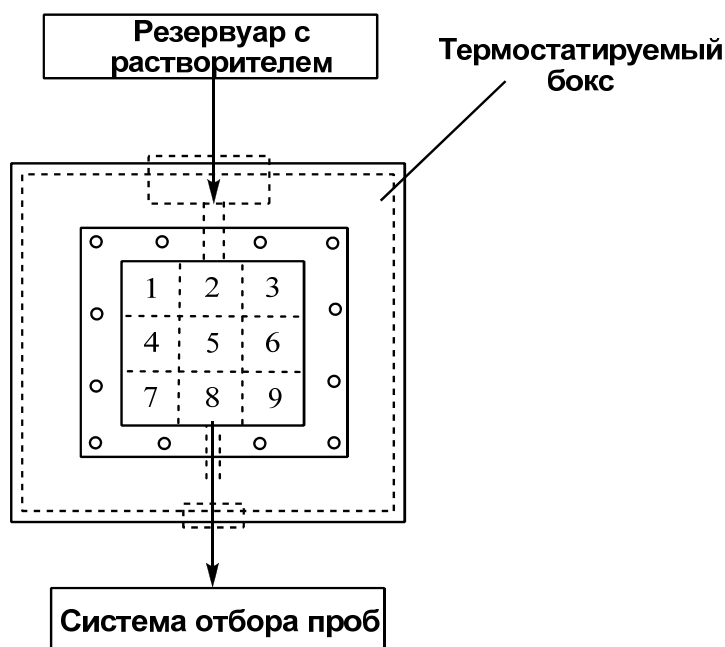 Резервуар с
растворителем
Термостатируемый
бокс
1 2 3
4 5 6
7 8 9
Система отбора проб